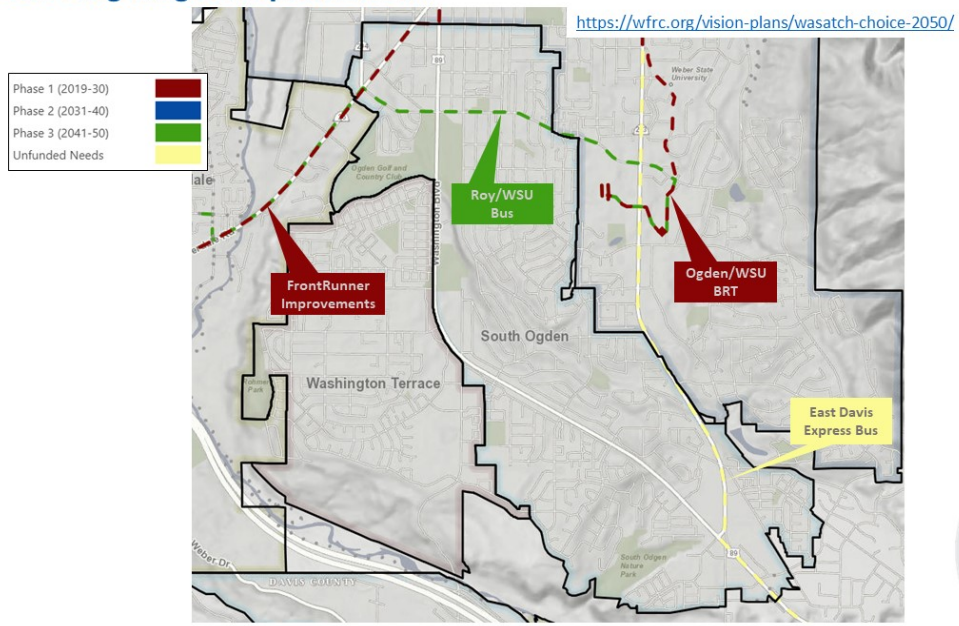 https://wfrc.org/vision-plans/wasatch-choice-2050/
Phase 1 (2019-30)
Phase 2 (2031-40)
Phase 3 (2041-50)
Unfunded Needs
89
Weber State
University
ale
Ogden Golf and
Country Club
Washington Blvd
Roy/WSU
Bus
FrontRunner
Improvements
Ogden/WSU
BRT
South Ogden
Washington Terrace
Rohmer
Park
East Davis
Express Bus
89
South Ogden
Nature
Park
Weber Dr
DAVIS COUNTY